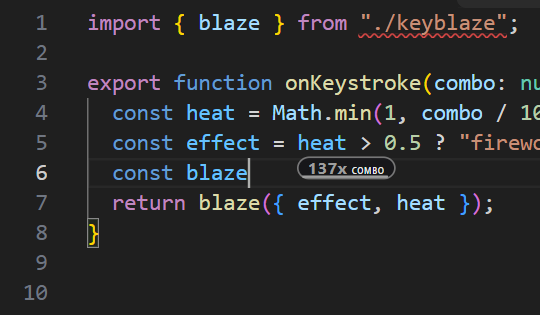 1 import { blaze } from "./keyblaze";
2
3 export function onKeystroke(combo: nu
4 const heat = Math.min(1, combo / 10
5 const effect = heat > 0.5 ? "firewo
6 const blaze 137x COMBO
7 return blaze({ effect, heat });
8 }
9
10